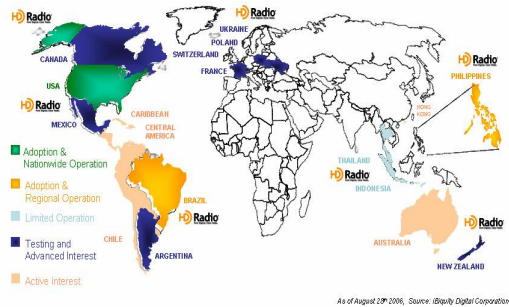 HD Radio
HD Radio
UKRAINE
POLAND
SWITZERLAND
FRANCE
CANADA
USA
HD Radio
PHILIPPINES
HD Radio
MEXICO
CARIBBEAN
CENTRAL
AMERICA
HONG
KONG
Adoption &
Nationwide Operation
Adoption &
Regional Operation
Limited Operation
Testing and
Advanced Interest
Active Interest
THAILAND
HD Radio
INDONESIA
BRAZIL
HD Radio
HD Radio
CHILE
ARGENTINA
AUSTRALIA
NEW ZEALAND
As of August 28th 2006, Source: iBiquity Digital Corporation